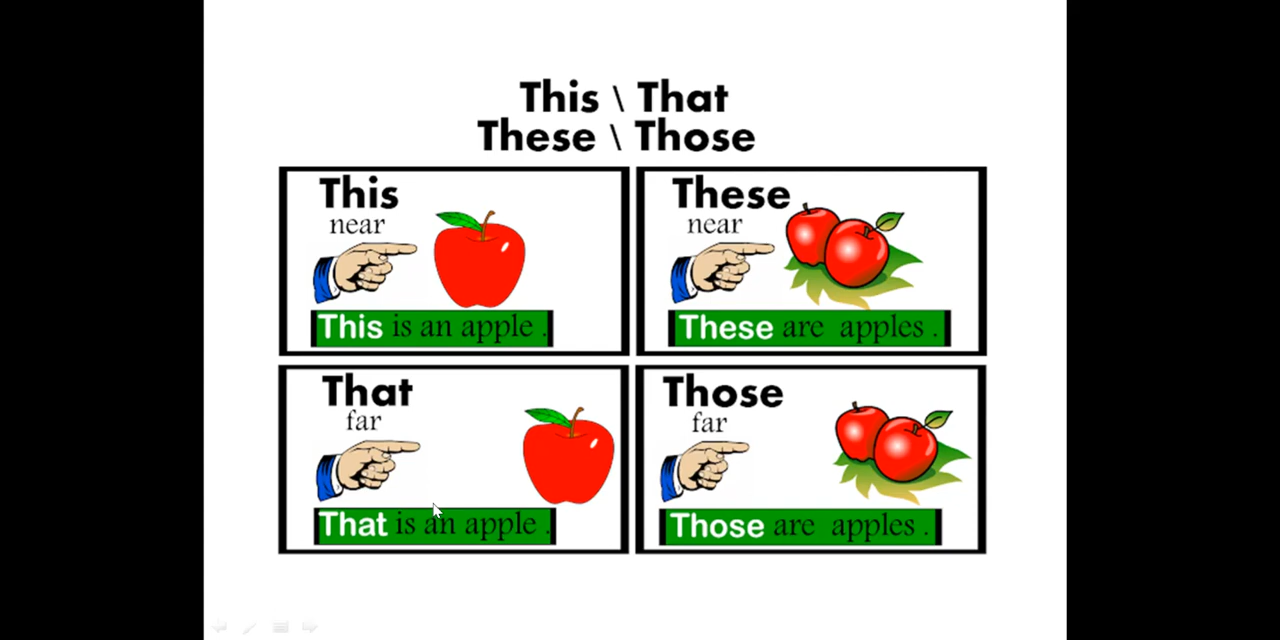 This \ That
These \ Those
This
near
This is an apple .
These
near
These are apples .
That
far
That is an apple .
Those
far
Those are apples .